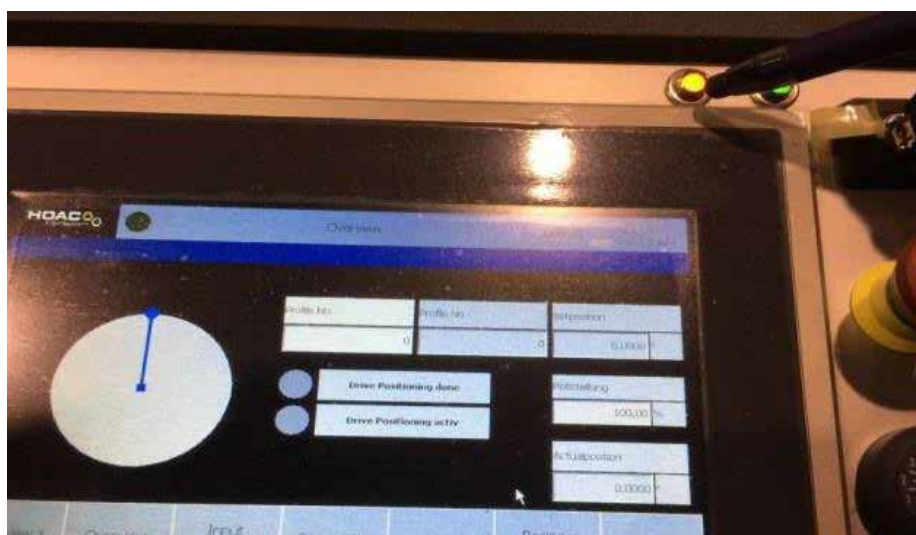 HOAC
Overview
Profile No
Profile No
Setposition
0
0
0,0000 °
Drive Positioning done
Potistellung
Drive Positioning activ
100,00 %
Actualposition
0,0000 °
Input